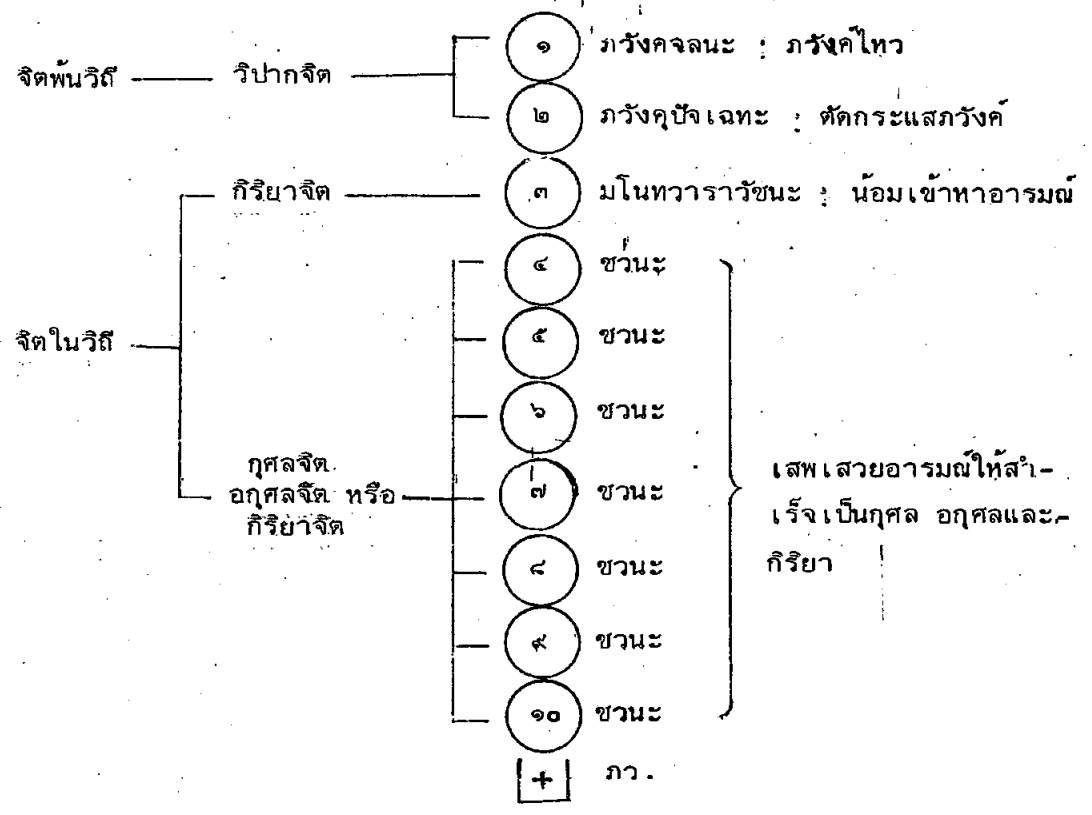 จิตพ้นวิถี วิปากจิต ๑ ภวังคจลนะ : ภวังค์ไหว
๒ ภวังคุปัจเฉทะ : ตัดกระแสภวังค์
กิริยาจิต ๓ มโนทวาราวัชนะ : น้อมเข้าหาอารมณ์
๔ ชวนะ
จิตในวิถี ๕ ชวนะ
๖ ชวนะ
กุศลจิต
อกุศลจิต หรือ ๗ ชวนะ
กิริยาจิต
เสพเสวยอารมณ์ให้สำ-
เร็จเป็นกุศล อกุศลและ-
กิริยา
๘ ชวนะ
๙ ชวนะ
๑๐ ชวนะ
+ ภว.